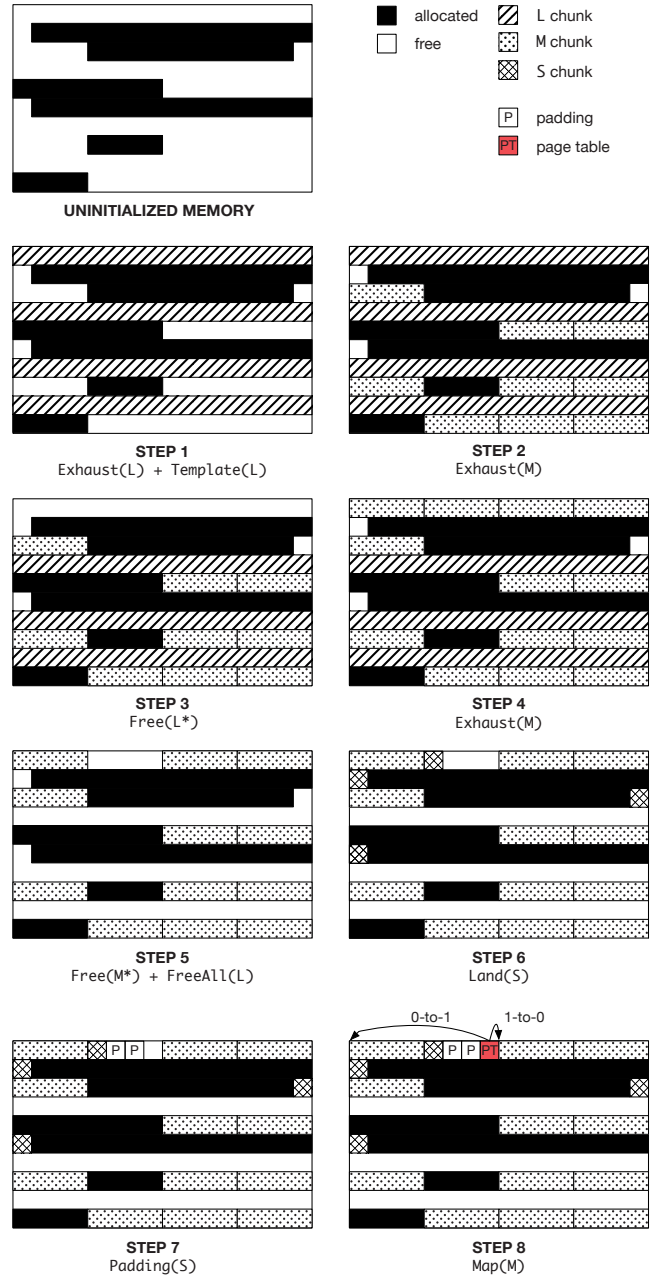 allocated
free
L chunk
M chunk
S chunk
P padding
PT page table
UNINITIALIZED MEMORY
STEP 1
Exhaust(L) + Template(L)
STEP 2
Exhaust(M)
STEP 3
Free(L*)
STEP 4
Exhaust(M)
STEP 5
Free(M*) + FreeAll(L)
STEP 6
Land(S)
P P
STEP 7
Padding(S)
0-to-1 1-to-0
P P PT
STEP 8
Map(M)